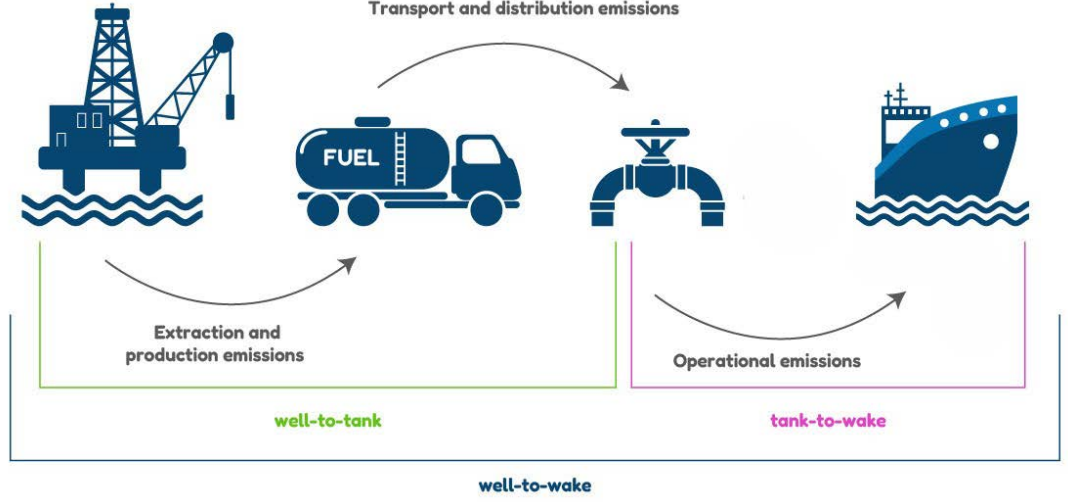 Transport and distribution emissions
FUEL
Extraction and
production emissions
Operational emissions
well-to-tank
tank-to-wake
well-to-wake